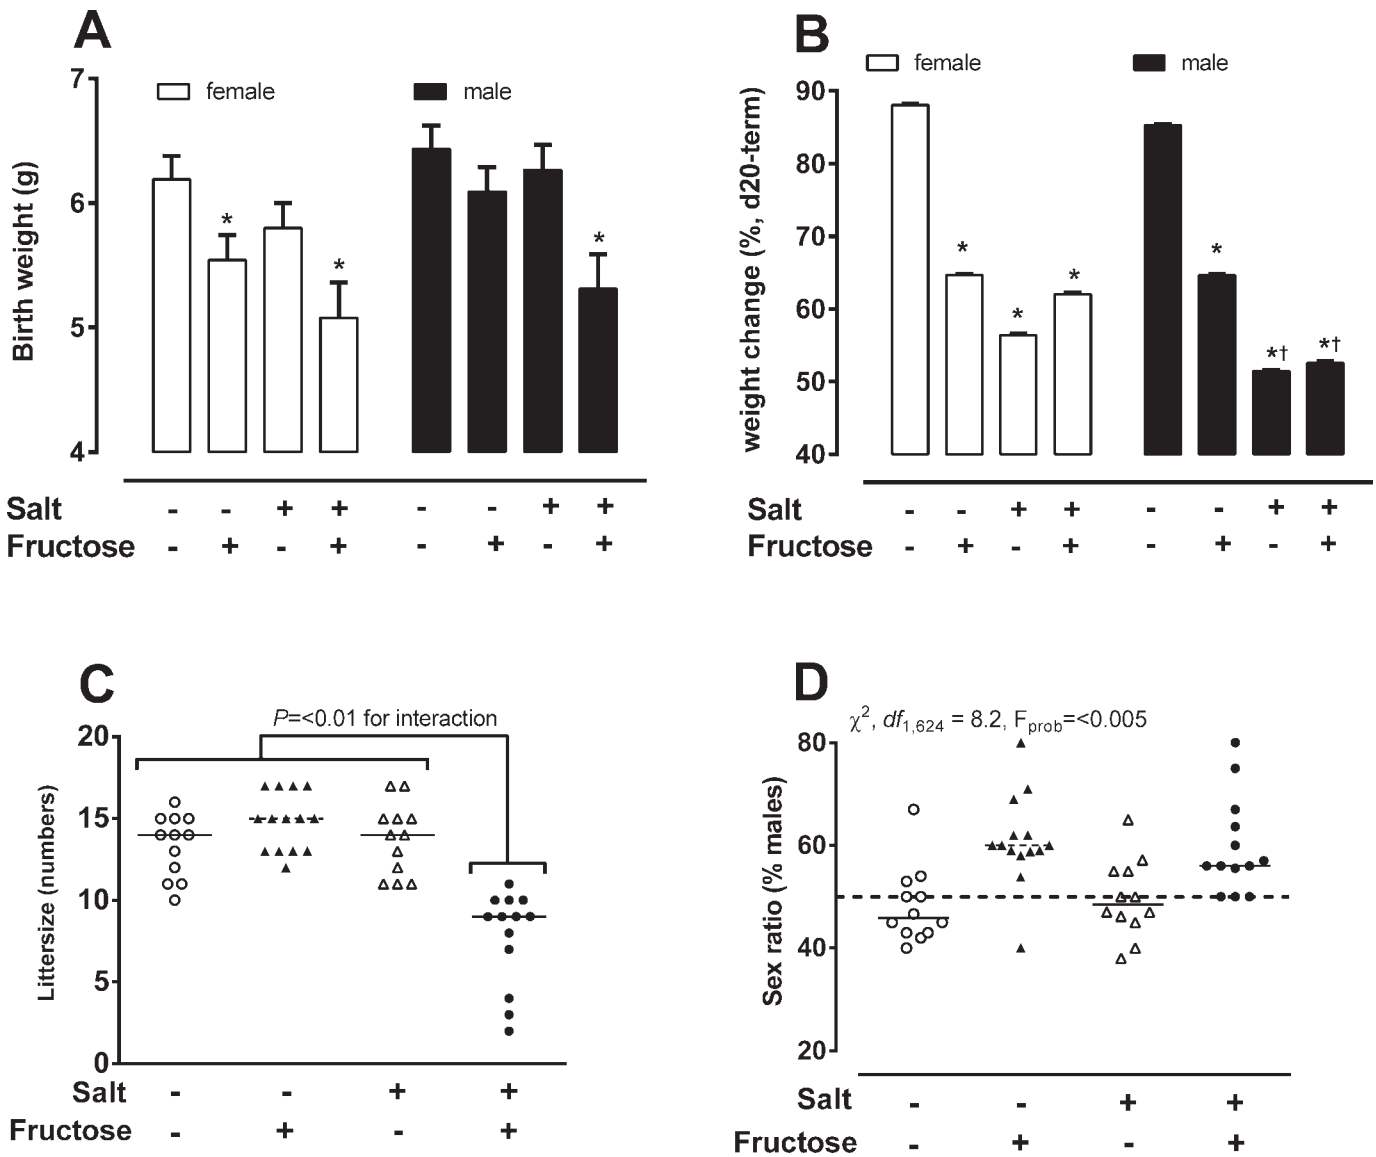 A
female
male
7
6
5
4
Birth weight (g)
*
*
*
Salt - - + + - - + +
Fructose - + - + - + - +
B
female
male
90
80
70
60
50
40
weight change (%, d20-term)
*
*
*
*
*†
*†
Salt - - + + - - + +
Fructose - + - + - + - +
C
P=<0.01 for interaction
20
15
10
5
0
Littersize (numbers)
Salt - - + +
Fructose - + - +
D
χ², df1,624 = 8.2, Fprob=<0.005
80
60
40
20
Sex ratio (% males)
Salt - - + +
Fructose - + - +